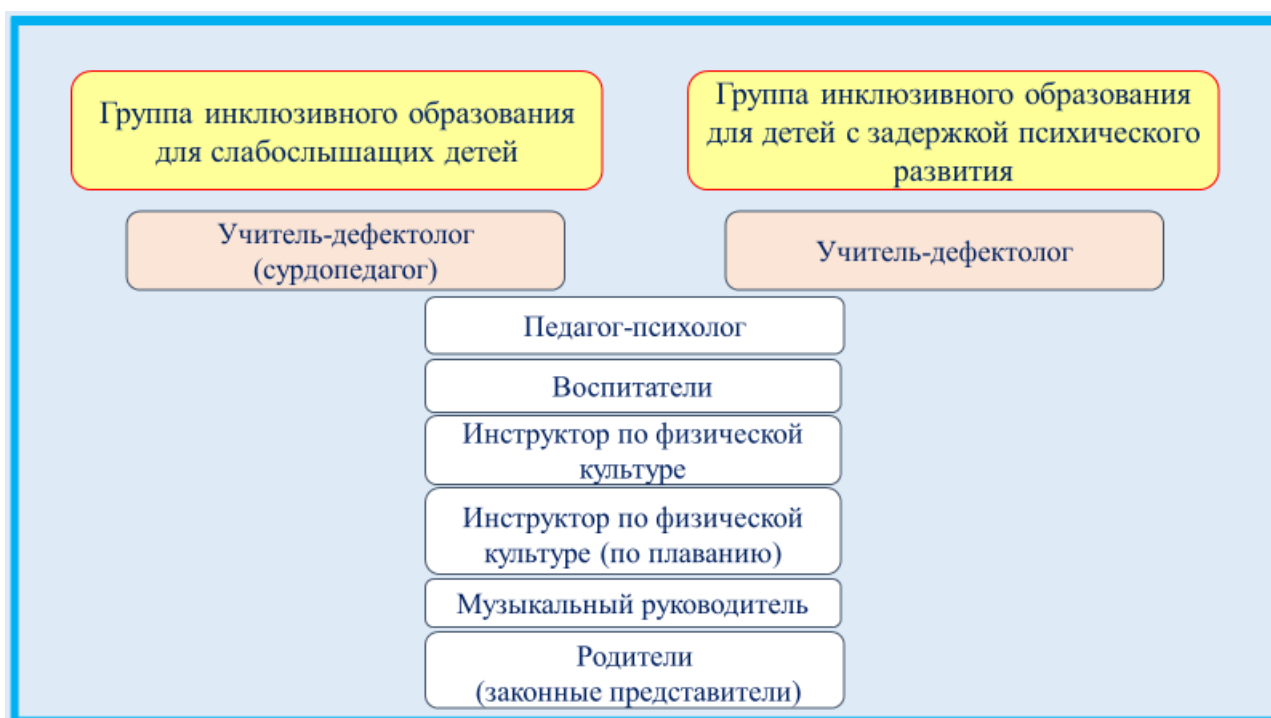 Группа инклюзивного образования
для слабослышащих детей
Группа инклюзивного образования
для детей с задержкой психического
развития
Учитель-дефектолог
(сурдопедагог)
Учитель-дефектолог
Педагог-психолог
Воспитатели
Инструктор по физической
культуре
Инструктор по физической
культуре (по плаванию)
Музыкальный руководитель
Родители
(законные представители)